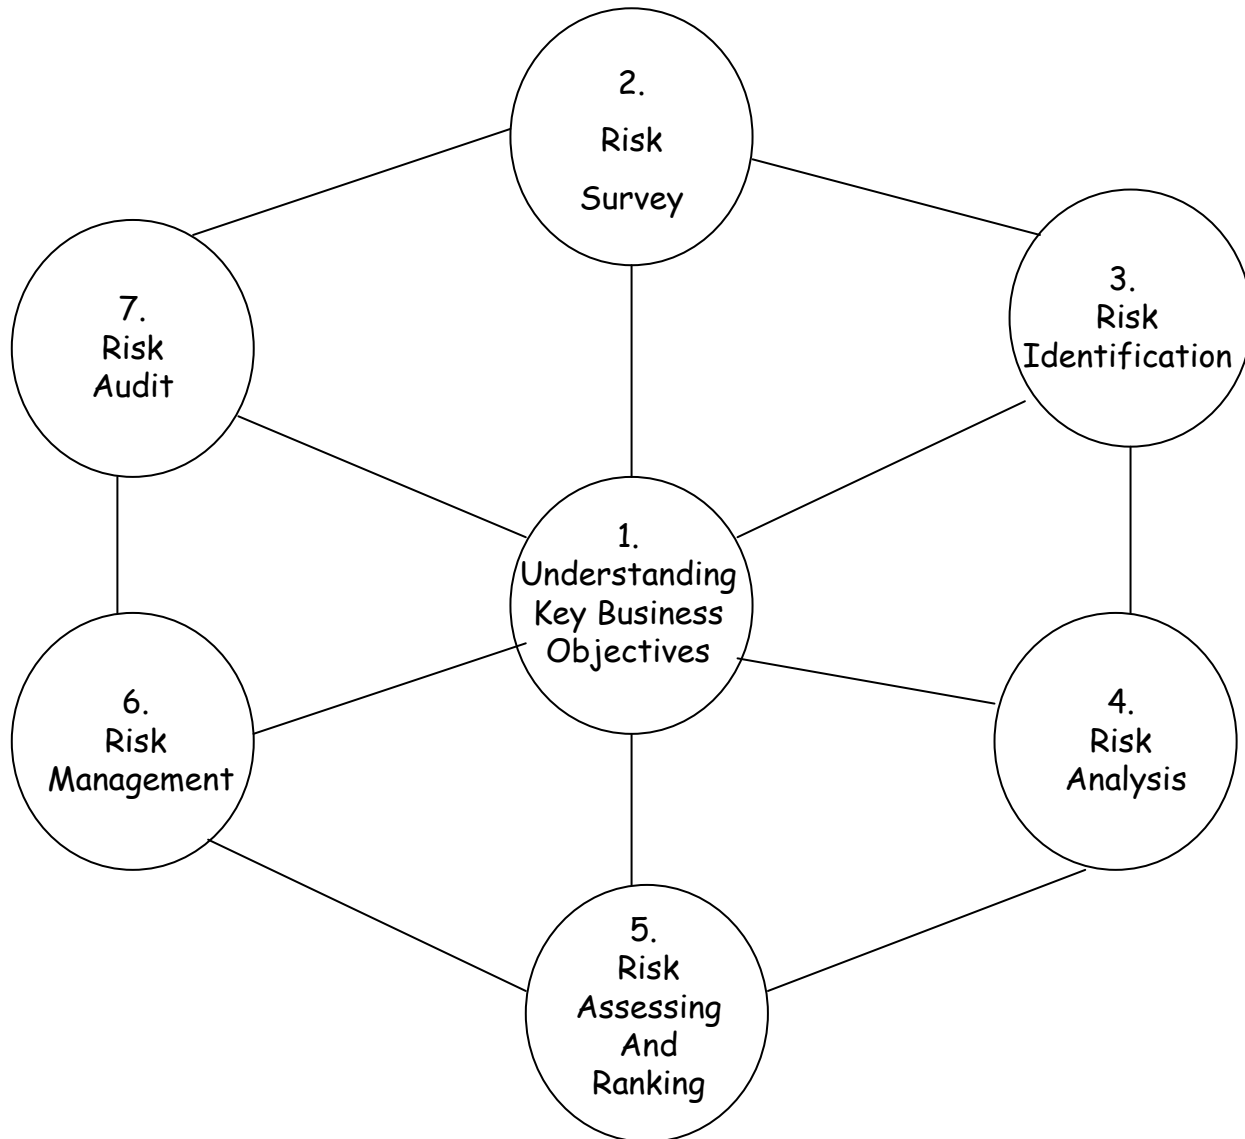 2.
Risk
Survey
3.
Risk
Identification
7.
Risk
Audit
1.
Understanding
Key Business
Objectives
4.
Risk
Analysis
6.
Risk
Management
5.
Risk
Assessing
And
Ranking